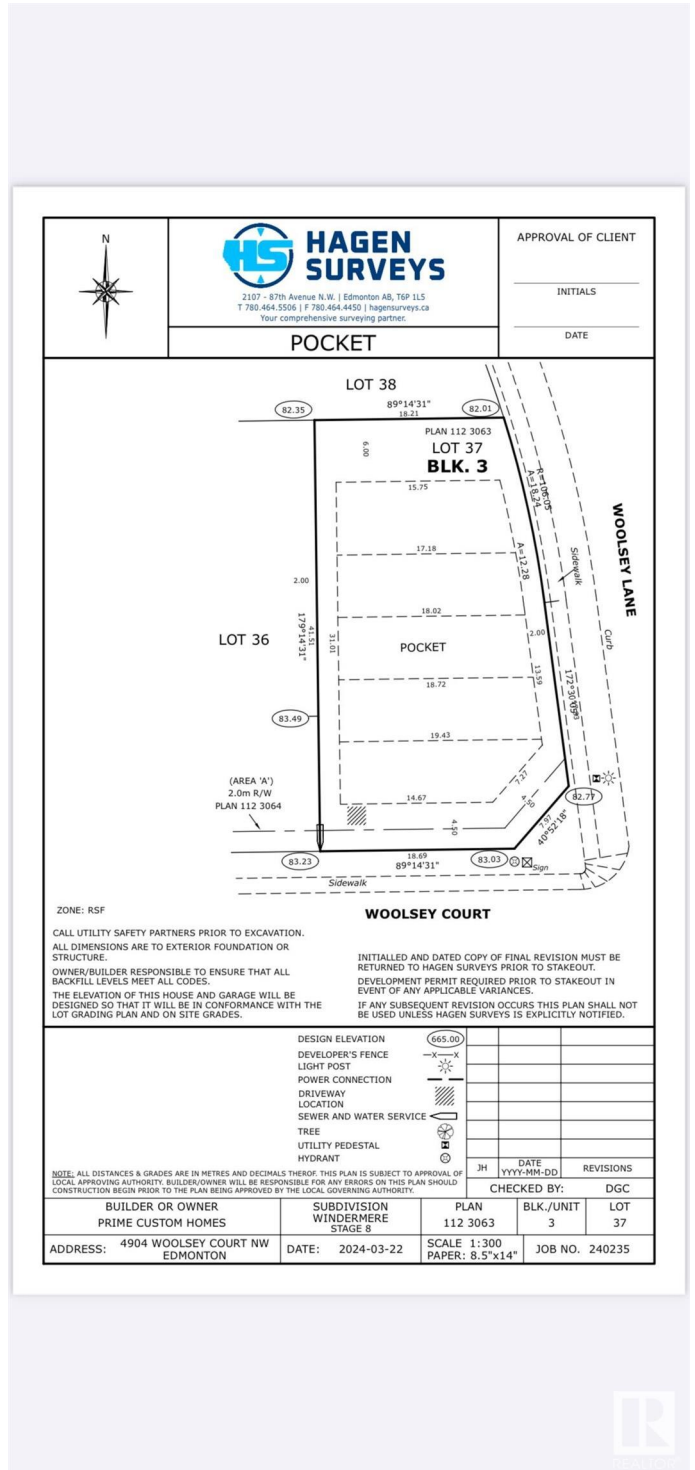 N
HS
HAGEN
SURVEYS
2107 - 87th Avenue N.W. | Edmonton AB, T6P 1L5
T 780.464.5506 | F 780.464.4450 | hagensurveys.ca
Your comprehensive surveying partner.
POCKET
APPROVAL OF CLIENT
INITIALS
DATE
LOT 38
82.35
89°14'31"
18.21
82.01
PLAN 112 3063
LOT 37
BLK. 3
6.00
15.75
R=106.05
A=18.24
WOOLSEY LANE
17.18
A=12.28
Sidewalk
2.00
18.02
LOT 36
179°14'31"
41.51
31.01
POCKET
2.00
Curb
18.72
13.59
172°30'05"
83.49
19.43
7.27
(AREA 'A')
2.0m R/W
PLAN 112 3064
14.67
4.50
82.77
4.50
7.97
40°52'18"
83.23
18.69
89°14'31"
83.03
Sign
Sidewalk
ZONE: RSF
WOOLSEY COURT
CALL UTILITY SAFETY PARTNERS PRIOR TO EXCAVATION.
ALL DIMENSIONS ARE TO EXTERIOR FOUNDATION OR
STRUCTURE.
OWNER/BUILDER RESPONSIBLE TO ENSURE THAT ALL
BACKFILL LEVELS MEET ALL CODES.
THE ELEVATION OF THIS HOUSE AND GARAGE WILL BE
DESIGNED SO THAT IT WILL BE IN CONFORMANCE WITH THE
LOT GRADING PLAN AND ON SITE GRADES.
INITIALLED AND DATED COPY OF FINAL REVISION MUST BE
RETURNED TO HAGEN SURVEYS PRIOR TO STAKEOUT.
DEVELOPMENT PERMIT REQUIRED PRIOR TO STAKEOUT IN
EVENT OF ANY APPLICABLE VARIANCES.
IF ANY SUBSEQUENT REVISION OCCURS THIS PLAN SHALL NOT
BE USED UNLESS HAGEN SURVEYS IS EXPLICITLY NOTIFIED.
DESIGN ELEVATION 665.00
DEVELOPER'S FENCE X X
LIGHT POST
POWER CONNECTION
DRIVEWAY
LOCATION
SEWER AND WATER SERVICE
TREE
UTILITY PEDESTAL
HYDRANT
NOTE: ALL DISTANCES & GRADES ARE IN METRES AND DECIMALS THEROF. THIS PLAN IS SUBJECT TO APPROVAL OF
LOCAL APPROVING AUTHORITY. BUILDER/OWNER WILL BE RESPONSIBLE FOR ANY ERRORS ON THIS PLAN SHOULD
CONSTRUCTION BEGIN PRIOR TO THE PLAN BEING APPROVED BY THE LOCAL GOVERNING AUTHORITY.
JH
DATE
YYYY-MM-DD
REVISIONS
CHECKED BY: DGC
BUILDER OR OWNER
PRIME CUSTOM HOMES
SUBDIVISION
WINDERMERE
STAGE 8
PLAN
112 3063
BLK./UNIT
3
LOT
37
ADDRESS: 4904 WOOLSEY COURT NW
EDMONTON
DATE: 2024-03-22
SCALE 1:300
PAPER: 8.5"x14"
JOB NO. 240235
R
REALTOR